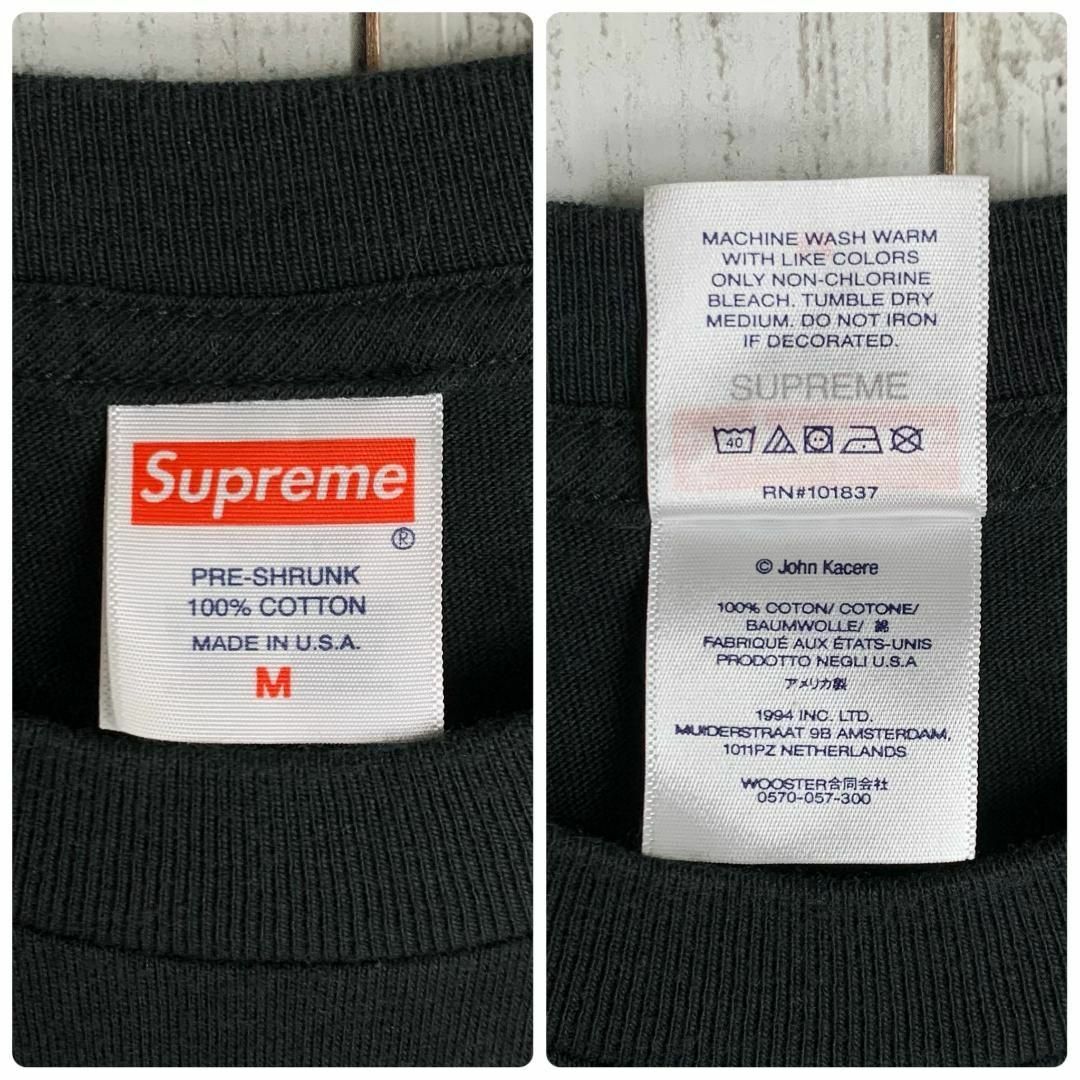 Supreme
®
PRE-SHRUNK
100% COTTON
MADE IN U.S.A.
M
MACHINE WASH WARM
WITH LIKE COLORS
ONLY NON-CHLORINE
BLEACH. TUMBLE DRY
MEDIUM. DO NOT IRON
IF DECORATED.
SUPREME
40
RN#101837
© John Kacere
100% COTON/ COTONE/
BAUMWOLLE/ 綿
FABRIQUÉ AUX ÉTATS-UNIS
PRODOTTO NEGLI U.S.A
アメリカ製
1994 INC. LTD.
MUIDERSTRAAT 9B AMSTERDAM,
1011PZ NETHERLANDS
WOOSTER合同会社
0570-057-300